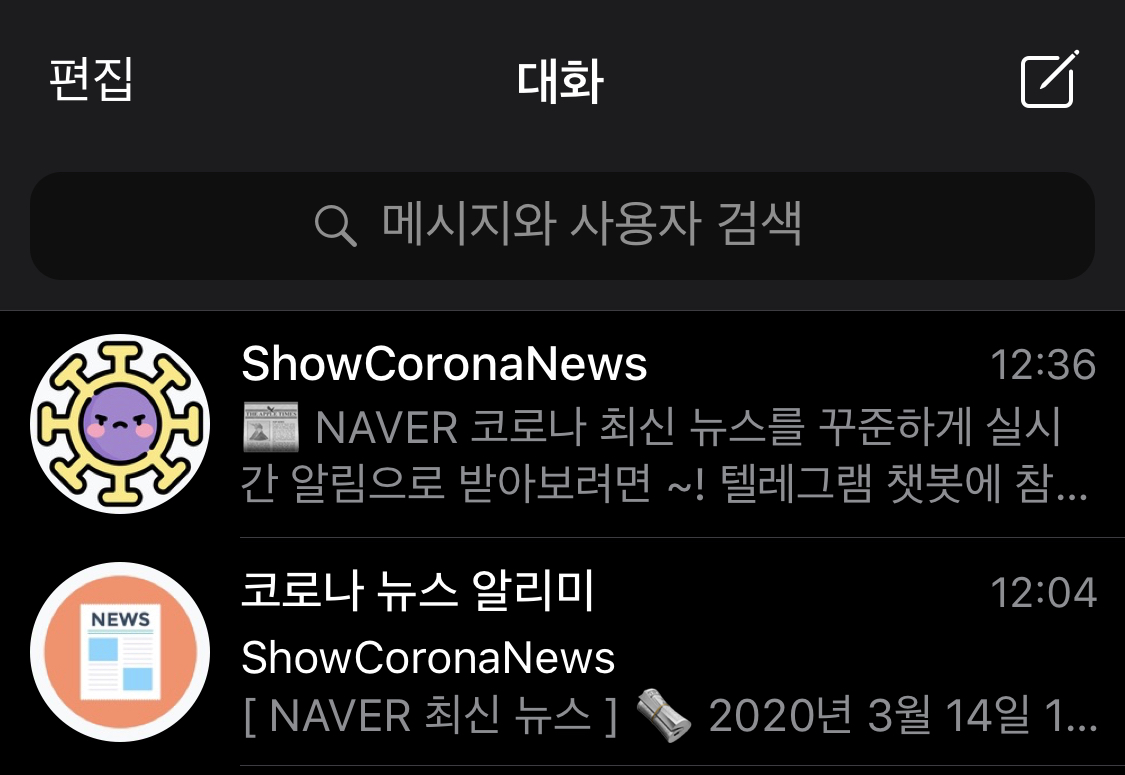 편집
대화
메시지와 사용자 검색
ShowCoronaNews
12:36
NAVER 코로나 최신 뉴스를 꾸준하게 실시
간 알림으로 받아보려면 ~! 텔레그램 챗봇에 참...
코로나 뉴스 알리미
12:04
NEWS
ShowCoronaNews
[ NAVER 최신 뉴스 ] 🗞 2020년 3월 14일 1...